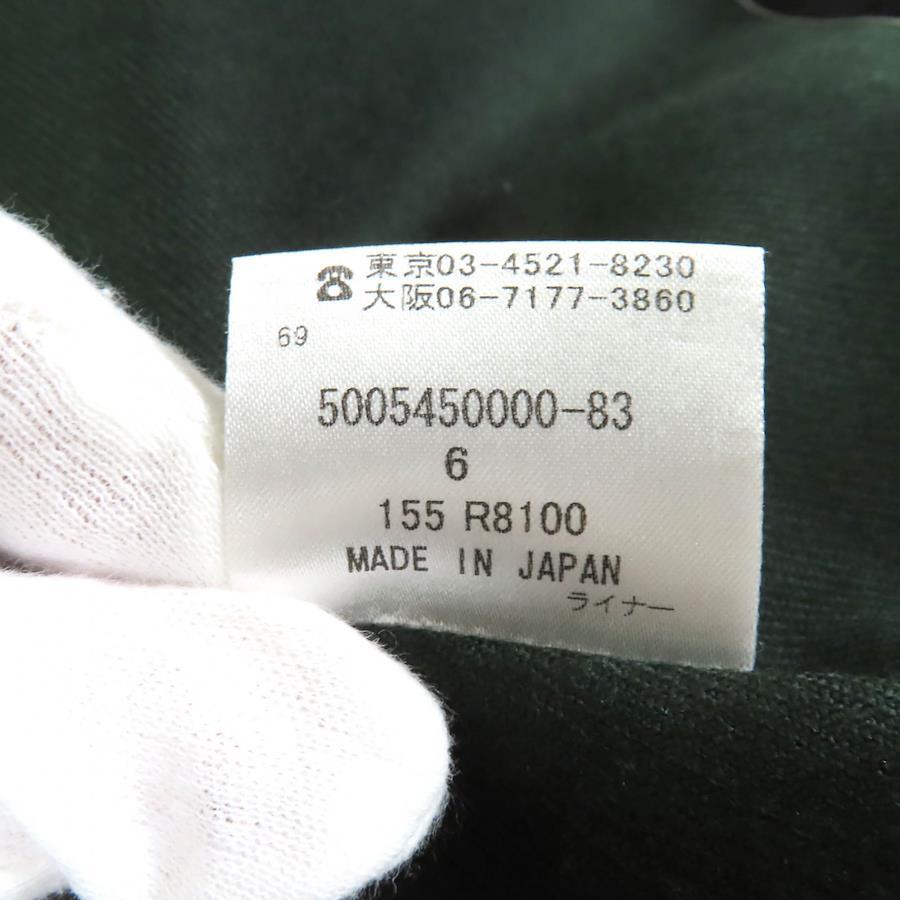 ☎ 東京03-4521-8230
大阪06-7177-3860
69
5005450000-83
6
155 R8100
MADE IN JAPAN
ライナー